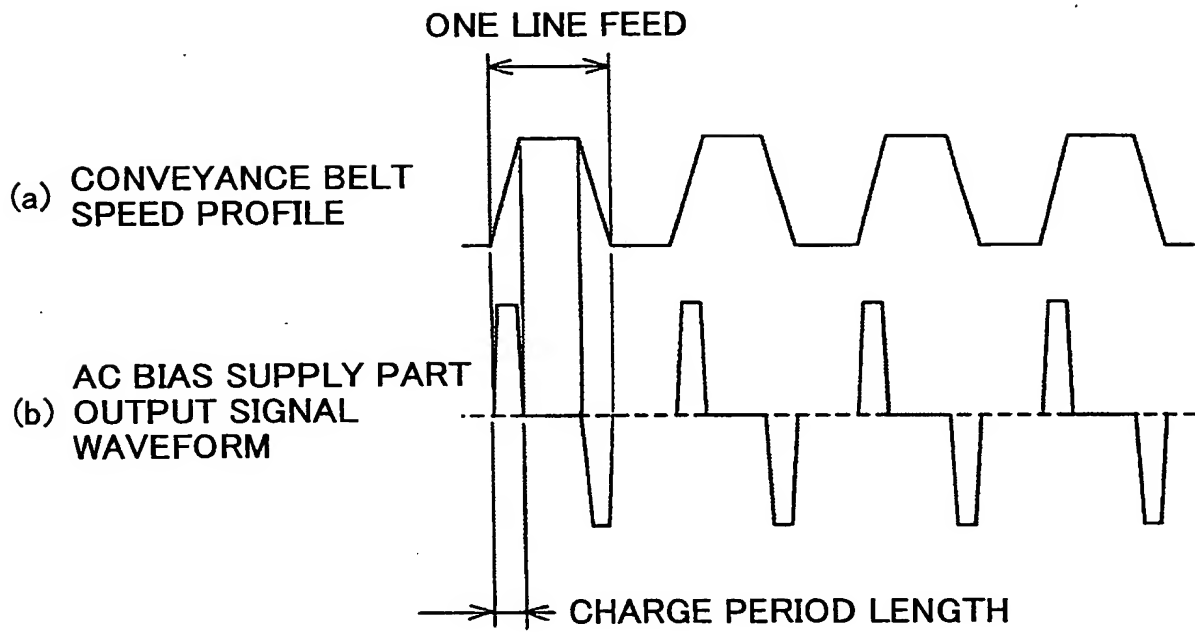 ONE LINE FEED
(a) CONVEYANCE BELT
SPEED PROFILE
AC BIAS SUPPLY PART
(b) OUTPUT SIGNAL
WAVEFORM
CHARGE PERIOD LENGTH